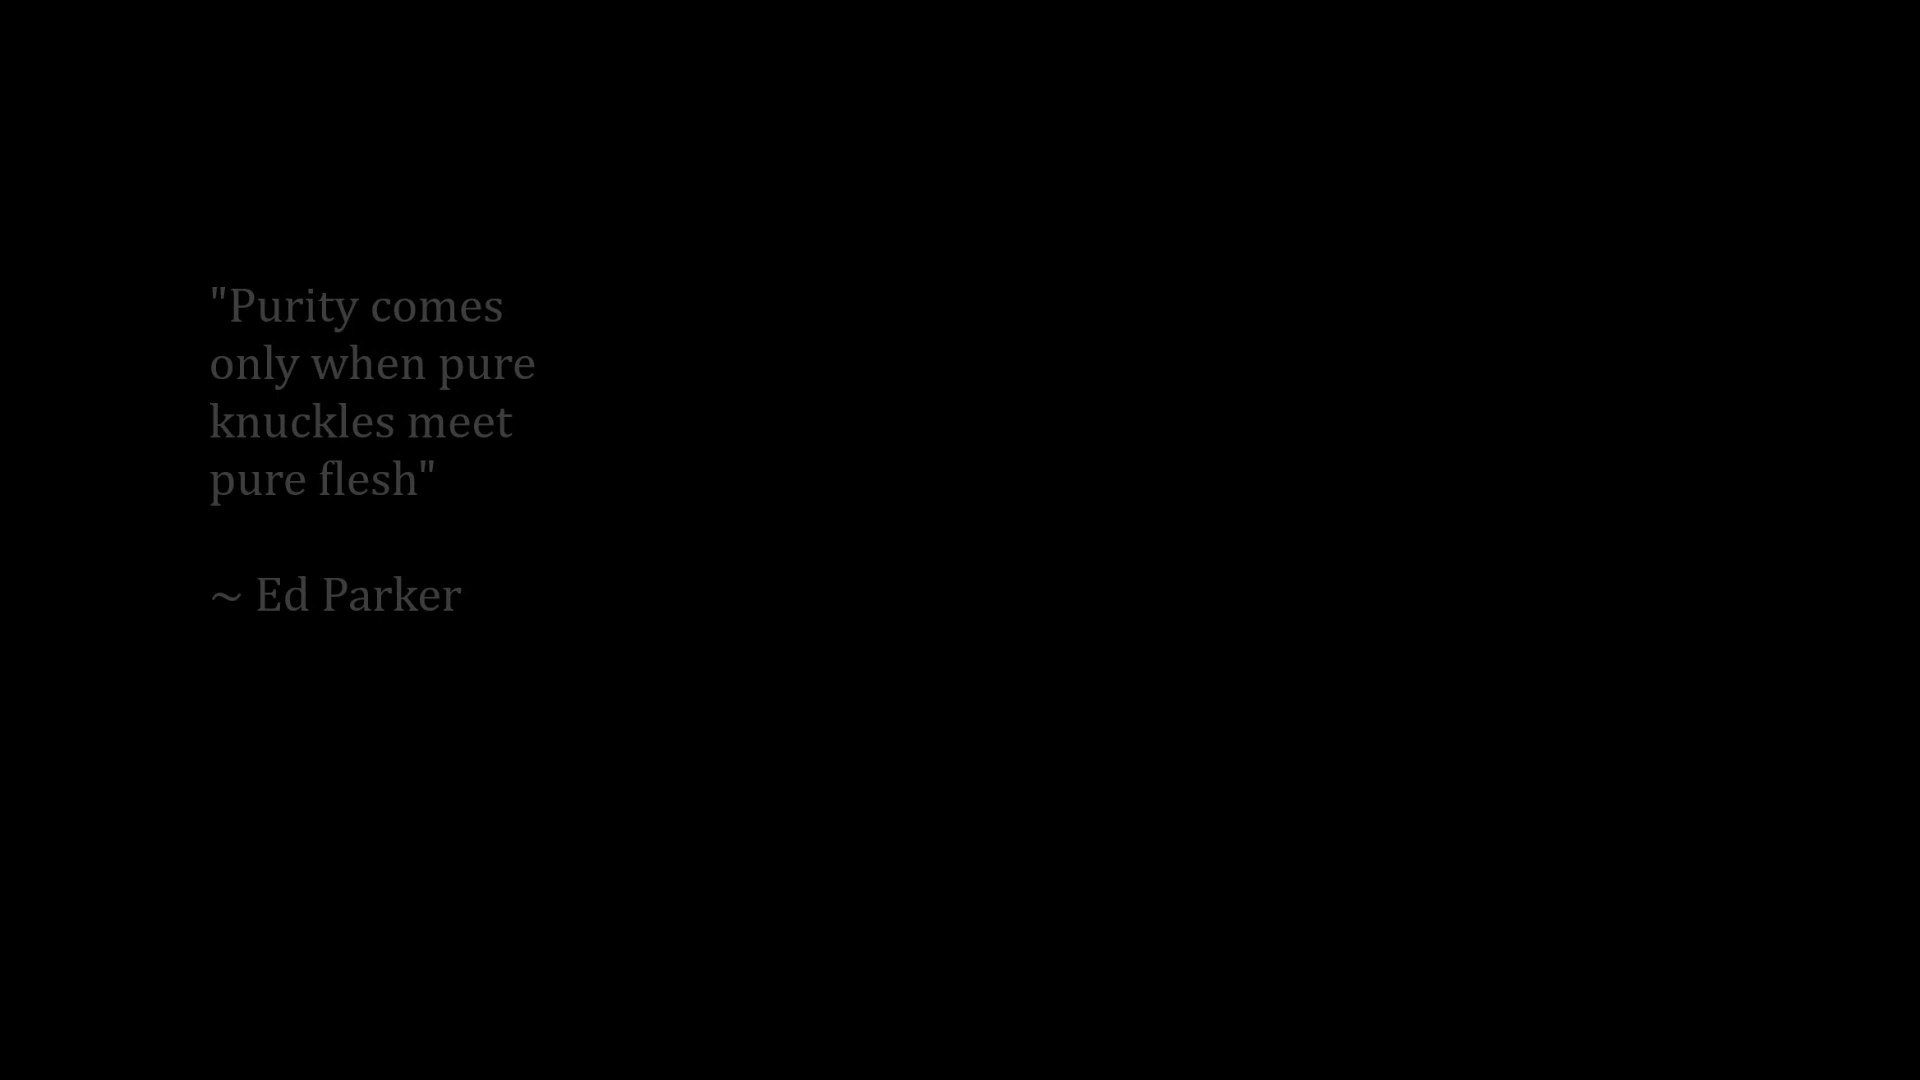 "Purity comes
only when pure
knuckles meet
pure flesh"
~ Ed Parker